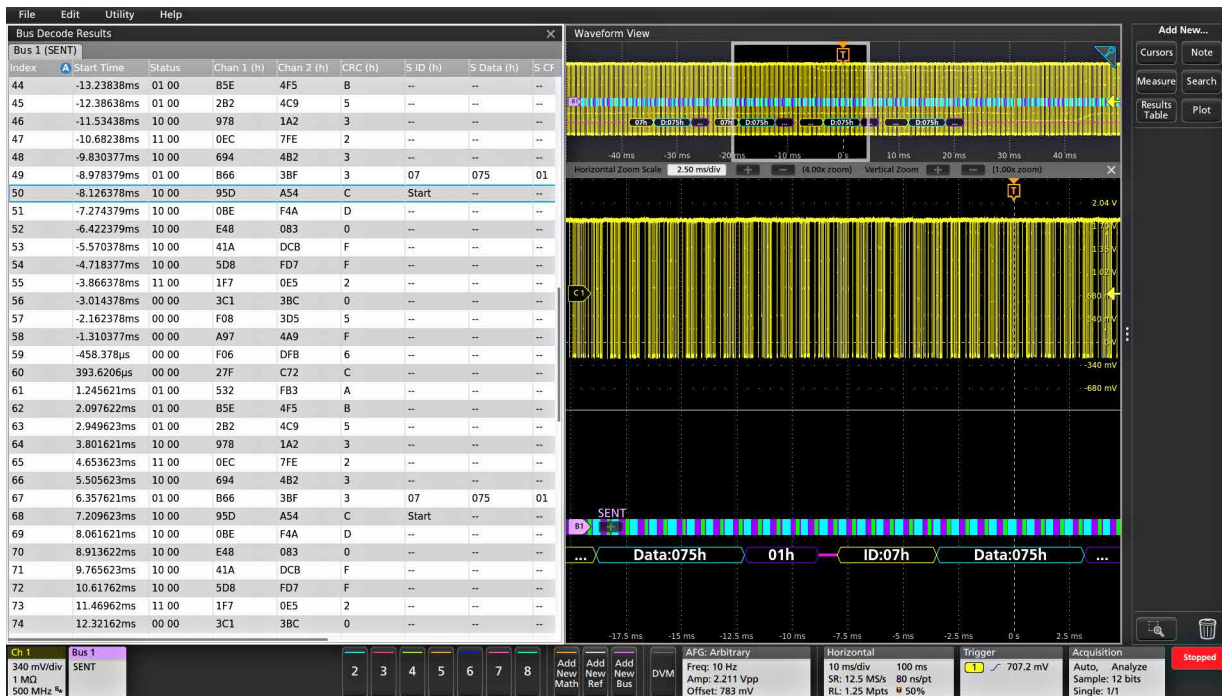 File Edit Utility Help
Bus Decode Results
Bus 1 (SENT)
Index A Start Time Status Chan 1 (h) Chan 2 (h) CRC (h) S ID (h) S Data (h) S CF
44 -13.23838ms 01 00 B5E 4F5 B -- -- --
45 -12.38638ms 01 00 2B2 4C9 5 -- -- --
46 -11.53438ms 10 00 978 1A2 3 -- -- --
47 -10.68238ms 11 00 0EC 7FE 2 -- -- --
48 -9.830377ms 10 00 694 4B2 3 -- -- --
49 -8.978379ms 01 00 B66 3BF 3 07 075 01
50 -8.126378ms 10 00 95D A54 C Start -- --
51 -7.274379ms 10 00 0BE F4A D -- -- --
52 -6.422379ms 10 00 E48 083 0 -- -- --
53 -5.570378ms 10 00 41A DCB F -- -- --
54 -4.718377ms 10 00 5D8 FD7 F -- -- --
55 -3.866378ms 11 00 1F7 0E5 2 -- -- --
56 -3.014378ms 00 00 3C1 3BC 0 -- -- --
57 -2.162378ms 00 00 F08 3D5 5 -- -- --
58 -1.310377ms 00 00 A97 4A9 F -- -- --
59 -458.378µs 00 00 F06 DFB 6 -- -- --
60 393.6206µs 00 00 27F C72 C -- -- --
61 1.245621ms 01 00 532 FB3 A -- -- --
62 2.097622ms 01 00 B5E 4F5 B -- -- --
63 2.949623ms 01 00 2B2 4C9 5 -- -- --
64 3.801621ms 10 00 978 1A2 3 -- -- --
65 4.653623ms 11 00 0EC 7FE 2 -- -- --
66 5.505623ms 10 00 694 4B2 3 -- -- --
67 6.357621ms 01 00 B66 3BF 3 07 075 01
68 7.209623ms 10 00 95D A54 C Start -- --
69 8.061621ms 10 00 0BE F4A D -- -- --
70 8.913622ms 10 00 E48 083 0 -- -- --
71 9.765623ms 10 00 41A DCB F -- -- --
72 10.61762ms 10 00 5D8 FD7 F -- -- --
73 11.46962ms 11 00 1F7 0E5 2 -- -- --
74 12.32162ms 00 00 3C1 3BC 0 -- -- --
Waveform View
T
07h D:075h ... 07h D:075h ... ... D:075h ... ... D:075h ...
-40 ms -30 ms -20 ms -10 ms 0 s 10 ms 20 ms 30 ms 40 ms
Horizontal Zoom Scale 2.50 ms/div + - (4.00x zoom) Vertical Zoom + - (1.00x zoom)
T
2.04 V
1.36 V
1.02 V
C1
680 mV
340 mV
0 V
-340 mV
-680 mV
SENT
B1
... Data:075h 01h ID:07h Data:075h ...
-17.5 ms -15 ms -12.5 ms -10 ms -7.5 ms -5 ms -2.5 ms 0 s 2.5 ms
Add New...
Cursors Note
Measure Search
Results Table Plot
Ch 1
340 mV/div
1 MΩ
500 MHz Bw
Bus 1
SENT
2 3 4 5 6 7 8
Add New Math
Add New Ref
Add New Bus
DVM
AFG: Arbitrary
Freq: 10 Hz
Amp: 2.211 Vpp
Offset: 783 mV
Horizontal
10 ms/div 100 ms
SR: 12.5 MS/s 80 ns/pt
RL: 1.25 Mpts 50%
Trigger
1 707.2 mV
Acquisition
Auto, Analyze
Sample: 12 bits
Single: 1/1
Stopped